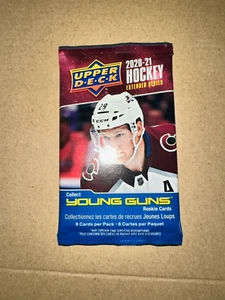 UPPER
DECK
2020-21
HOCKEY
EXTENDED SERIES
29
A
Collect
YOUNG GUNS
Rookie Cards
Collectionnez les cartes de recrues Jeunes Loups
6 Cards per Pack • 6 Cartes par Paquet